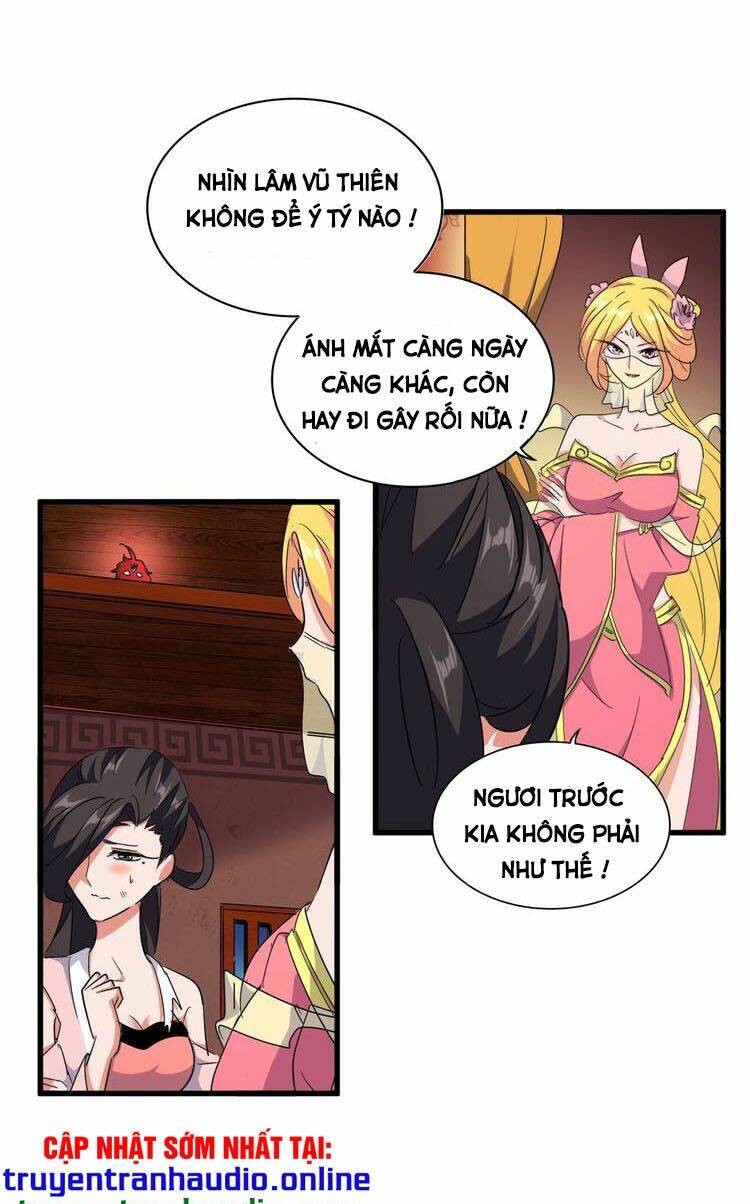 NHÌN LÂM VŨ THIÊN
KHÔNG ĐỂ Ý TÝ NÀO !
ÁNH MẮT CÀNG NGÀY
CÀNG KHÁC, CÒN
HAY ĐI GÂY RỐI NỮA !
NGƯƠI TRƯỚC
KIA KHÔNG PHẢI
NHƯ THẾ !
CẬP NHẬT SỚM NHẤT TẠI:
truyentranhaudio.online